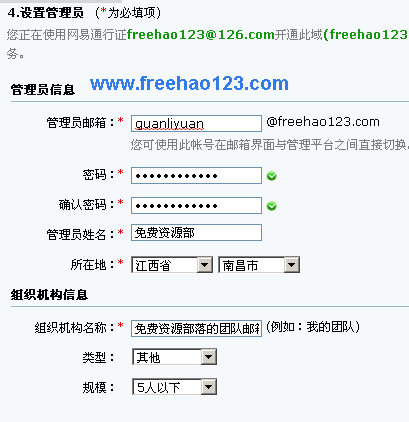 4.设置管理员 (*为必填项)
您正在使用网易通行证freehao123@126.com开通此域(freehao123.
务。
www.freehao123.com
管理员信息
管理员邮箱：* guanliyuan @freehao123.com
您可使用此帐号在邮箱界面与管理平台之间直接切换。
密码：* ●●●●●●●●●●●●
确认密码：* ●●●●●●●●●●●●
管理员姓名：* 免费资源部
所在地：* 江西省 南昌市
组织机构信息
组织机构名称：* 免费资源部落的团队邮箱 (例如：我的团队)
类型： 其他
规模： 5人以下